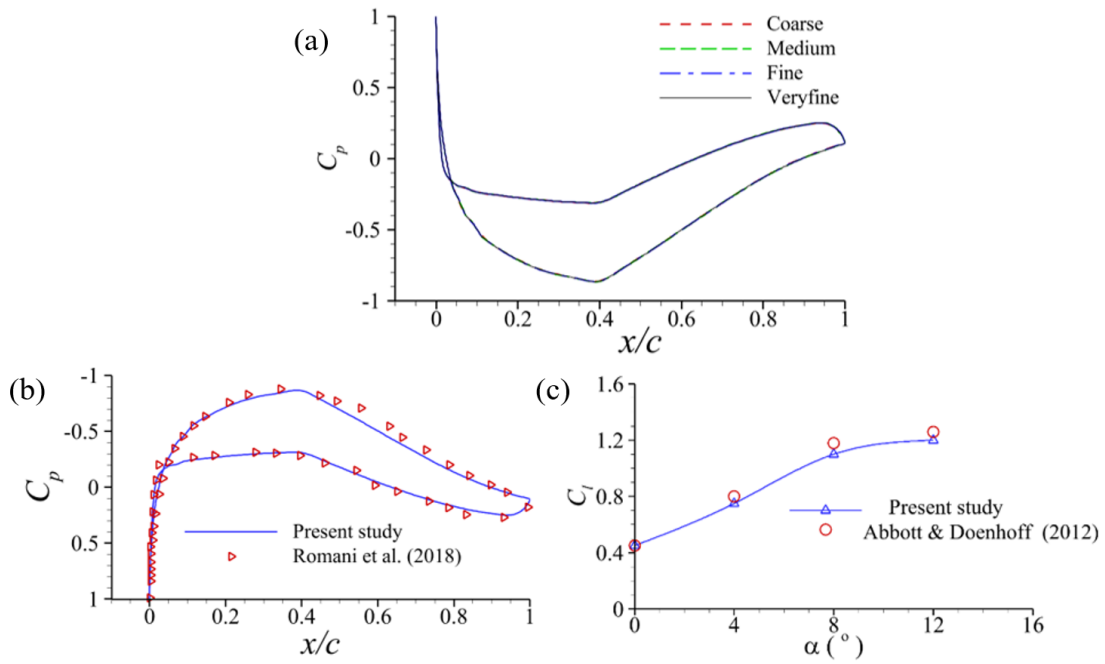 (a)
1
0.5
0
-0.5
-1
Cp
0 0.2 0.4 0.6 0.8 1
x/c
Coarse
Medium
Fine
Veryfine
(b)
-1
-0.5
0
0.5
1
Cp
0 0.2 0.4 0.6 0.8 1
x/c
Present study
Romani et al. (2018)
(c)
1.6
1.2
0.8
0.4
0
Cl
0 4 8 12 16
α (°)
Present study
Abbott & Doenhoff (2012)